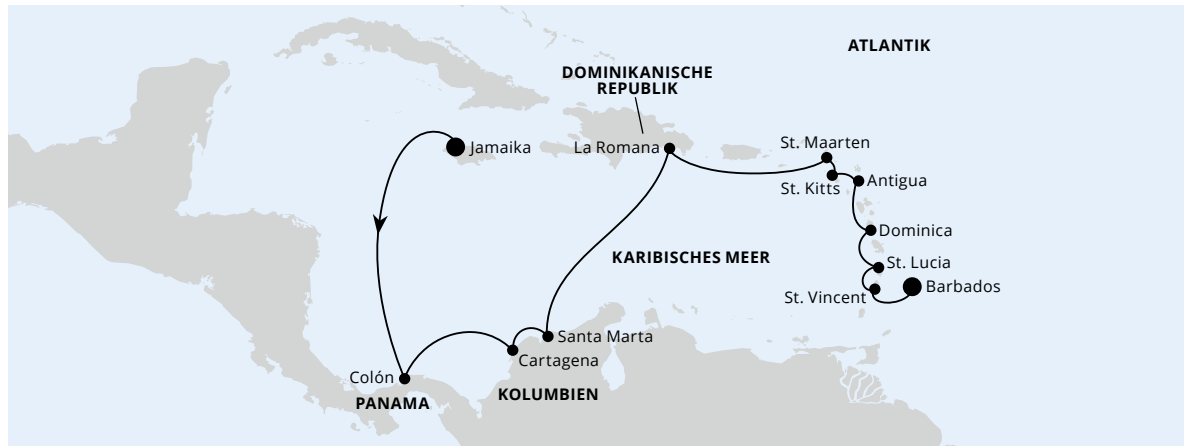 ATLANTIK
DOMINIKANISCHE
REPUBLIK
St. Maarten
Jamaika
La Romana
St. Kitts
Antigua
Dominica
KARIBISCHES MEER
St. Lucia
Barbados
St. Vincent
Santa Marta
Cartagena
Colón
KOLUMBIEN
PANAMA